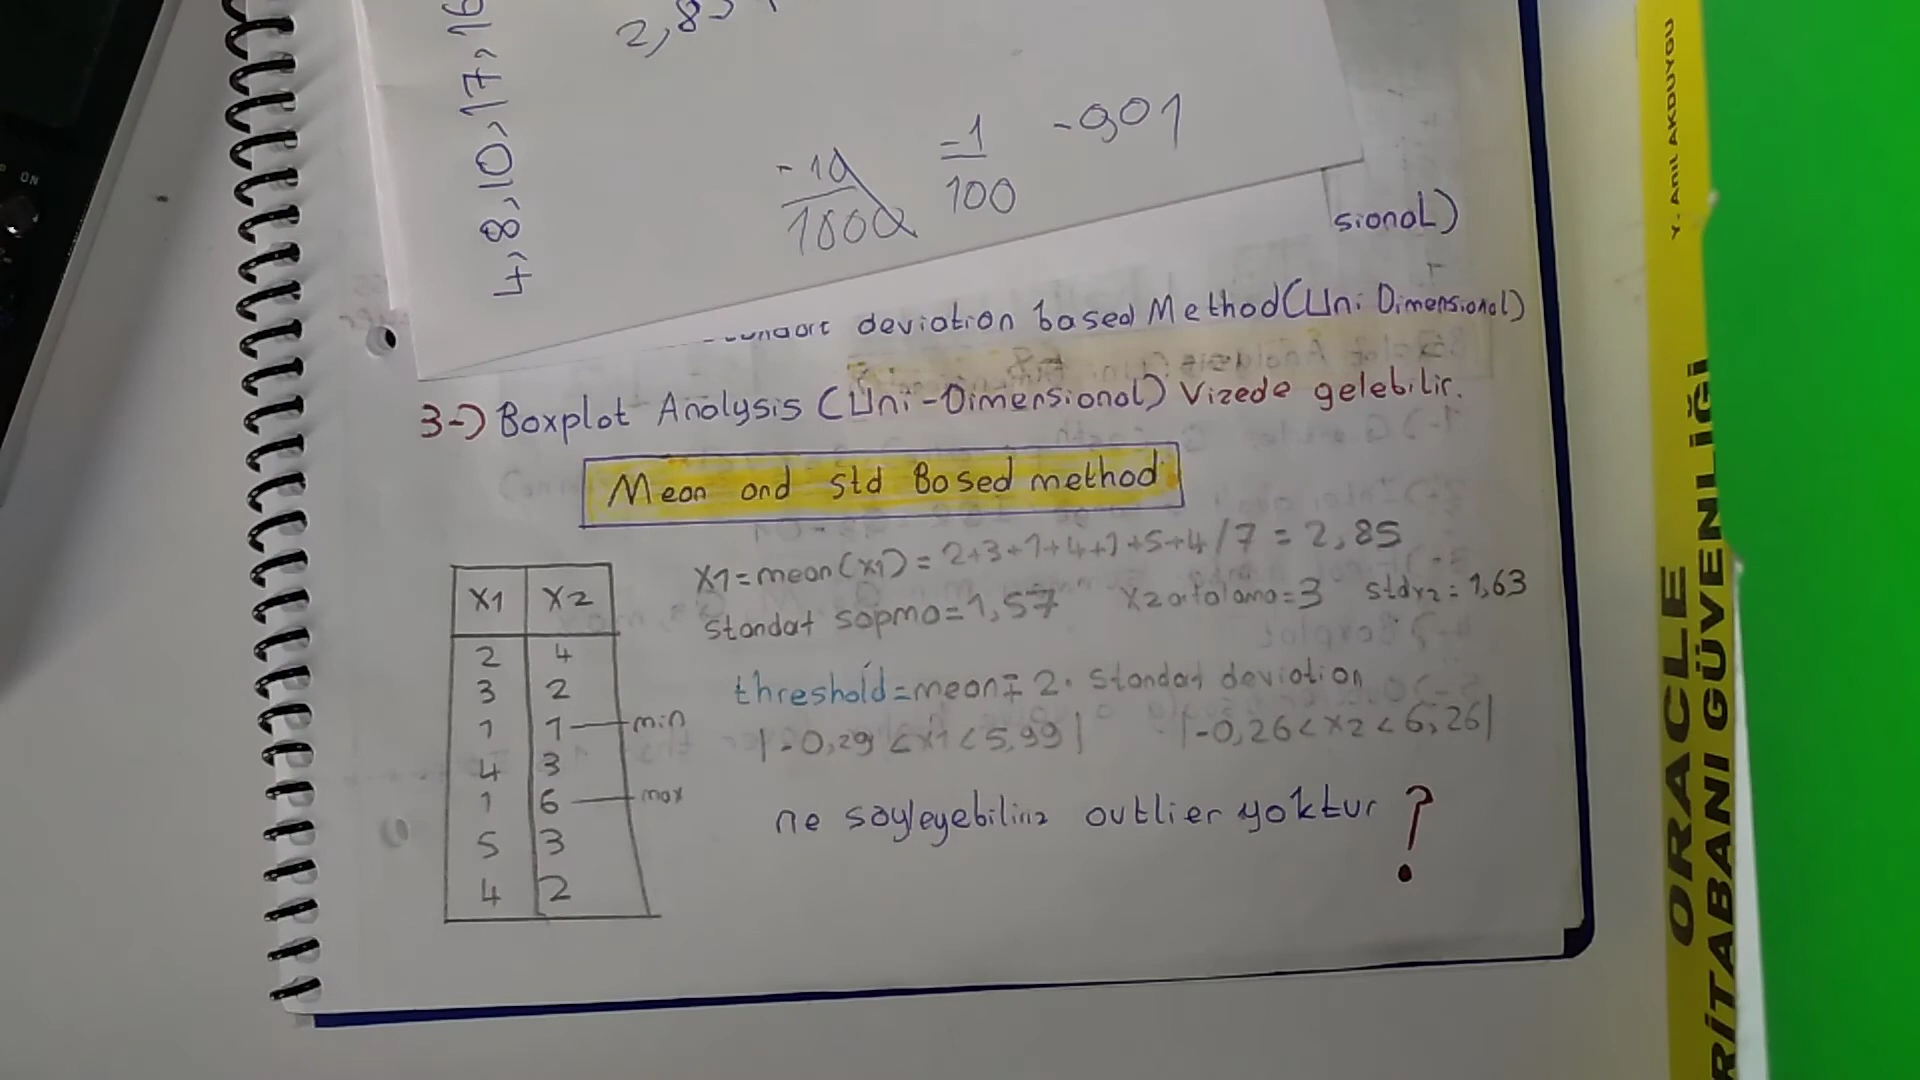 4,8,10,17,16
2,85
-10/1000 -1/100 -901
sional)
deviation based Method(Uni Dimensional)
3-) Boxplot Analysis (Uni-Dimensional) Vizede gelebilir.
Mean and std Based method
X1=mean(x1)= 2+3+1+4+1+5+4/7 = 2,85
standart sapma=1,57 X2 ortalama=3 stdx2=1,63
threshold=mean∓2. standart deviation
|-0,29<x1<5,99| |-0,26<x2<6,26|
ne söyleyebiliriz outlier yoktur ?
X1 X2
2 4
3 2
1 1 min
4 3
1 6 max
5 3
4 2
ON
Y. Anıl AKDUYGU
ORACLE
RİTABANI GÜVENLİĞİ